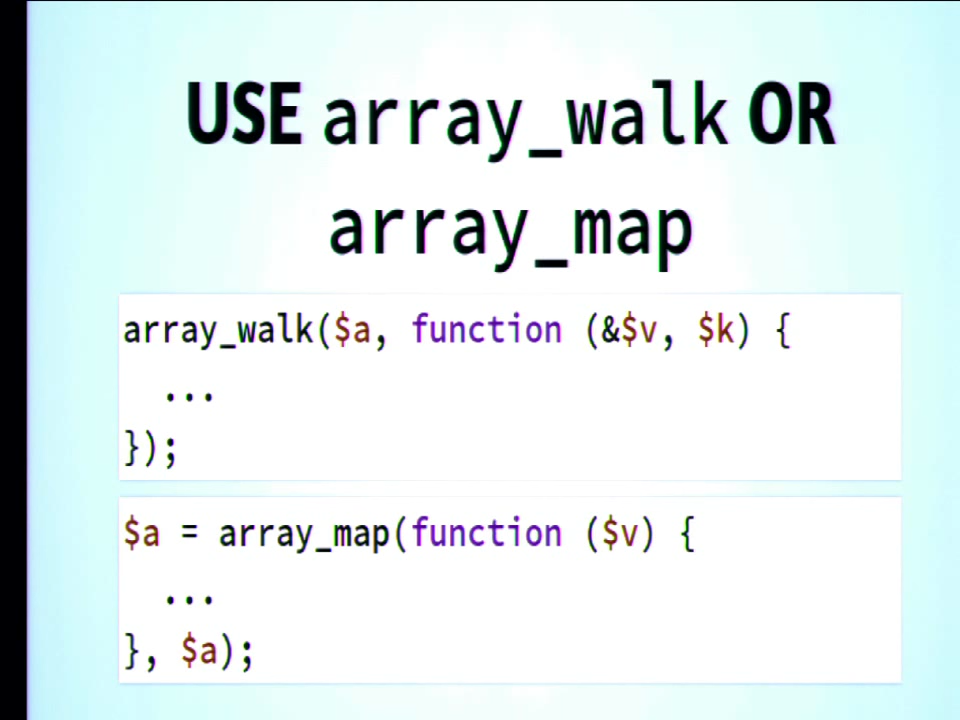 USE array_walk OR
array_map
array_walk($a, function (&$v, $k) {
  ...
});
$a = array_map(function ($v) {
  ...
}, $a);